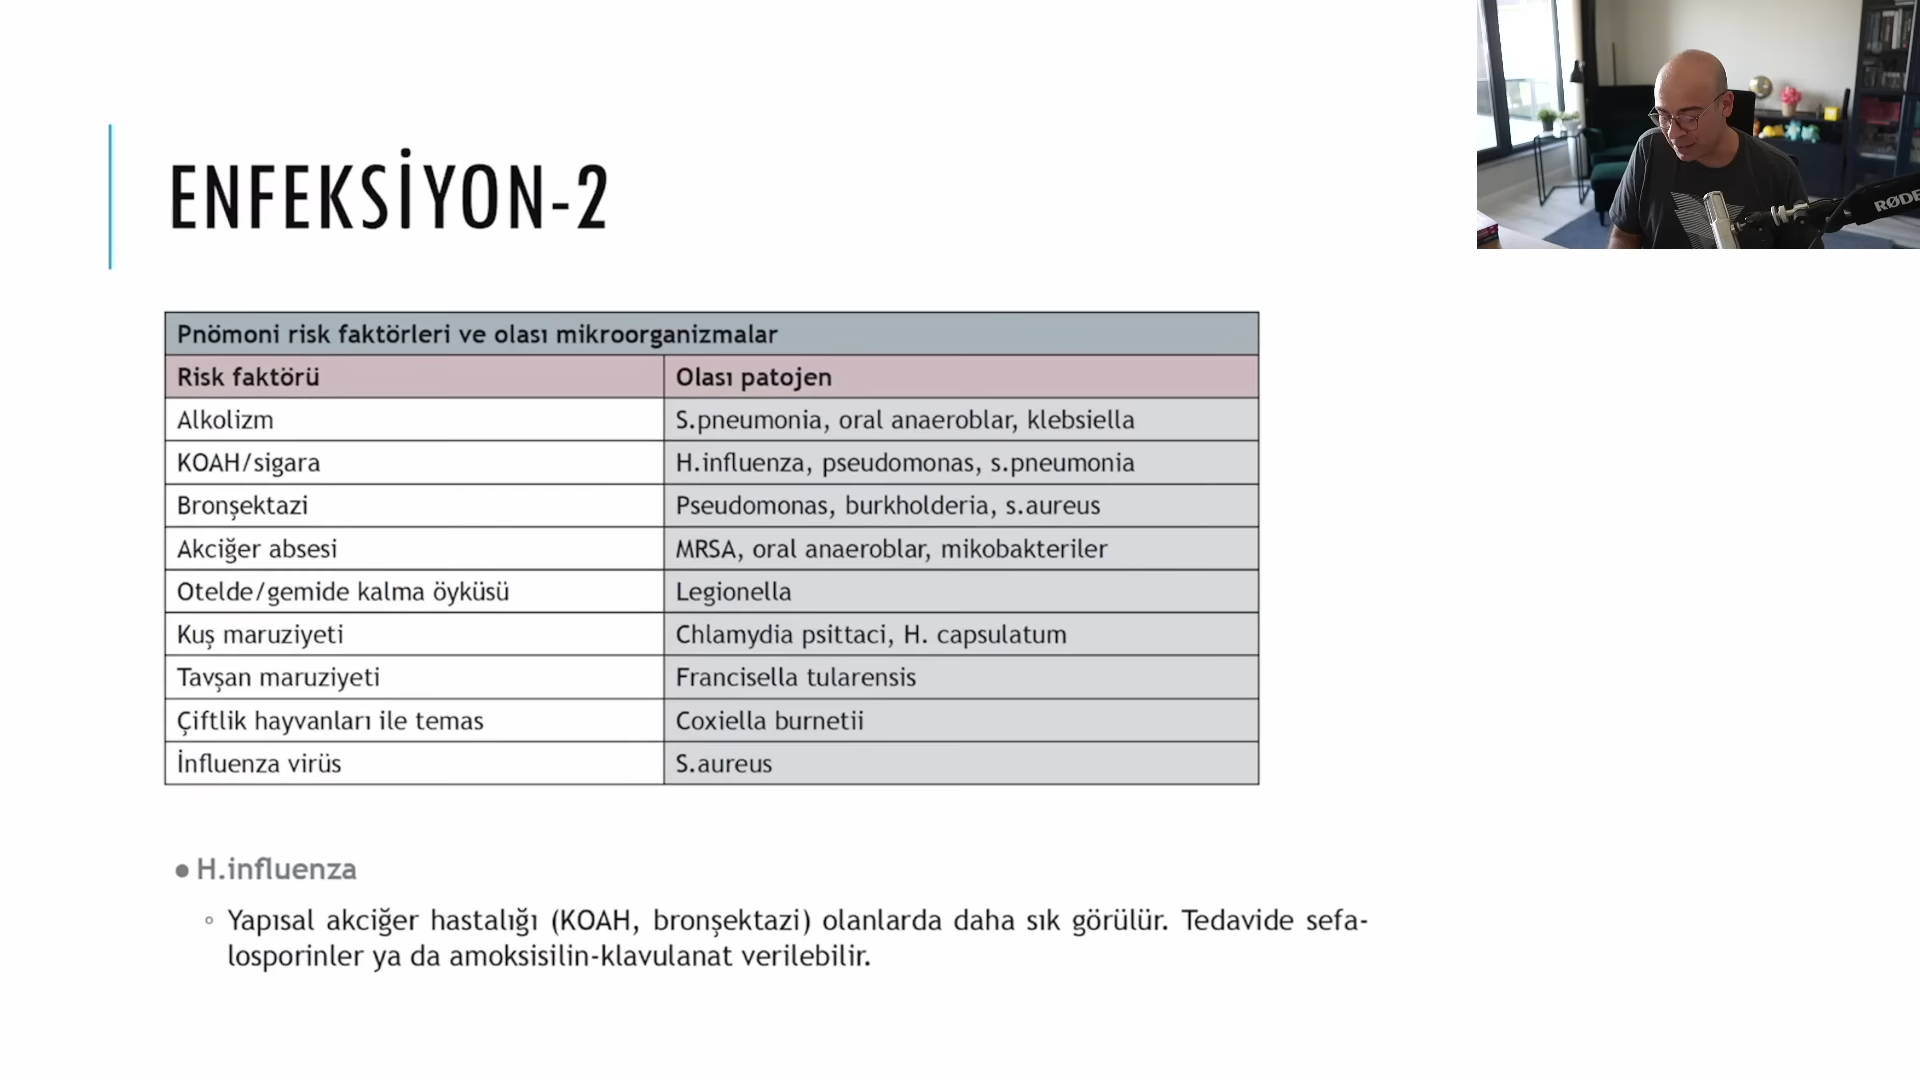 ENFEKSİYON-2
RØDE
Pnömoni risk faktörleri ve olası mikroorganizmalar
Risk faktörü Olası patojen
Alkolizm S.pneumonia, oral anaeroblar, klebsiella
KOAH/sigara H.influenza, pseudomonas, s.pneumonia
Bronşektazi Pseudomonas, burkholderia, s.aureus
Akciğer absesi MRSA, oral anaeroblar, mikobakteriler
Otelde/gemide kalma öyküsü Legionella
Kuş maruziyeti Chlamydia psittaci, H. capsulatum
Tavşan maruziyeti Francisella tularensis
Çiftlik hayvanları ile temas Coxiella burnetii
İnfluenza virüs S.aureus
● H.influenza
◦ Yapısal akciğer hastalığı (KOAH, bronşektazi) olanlarda daha sık görülür. Tedavide sefa-
losporinler ya da amoksisilin-klavulanat verilebilir.